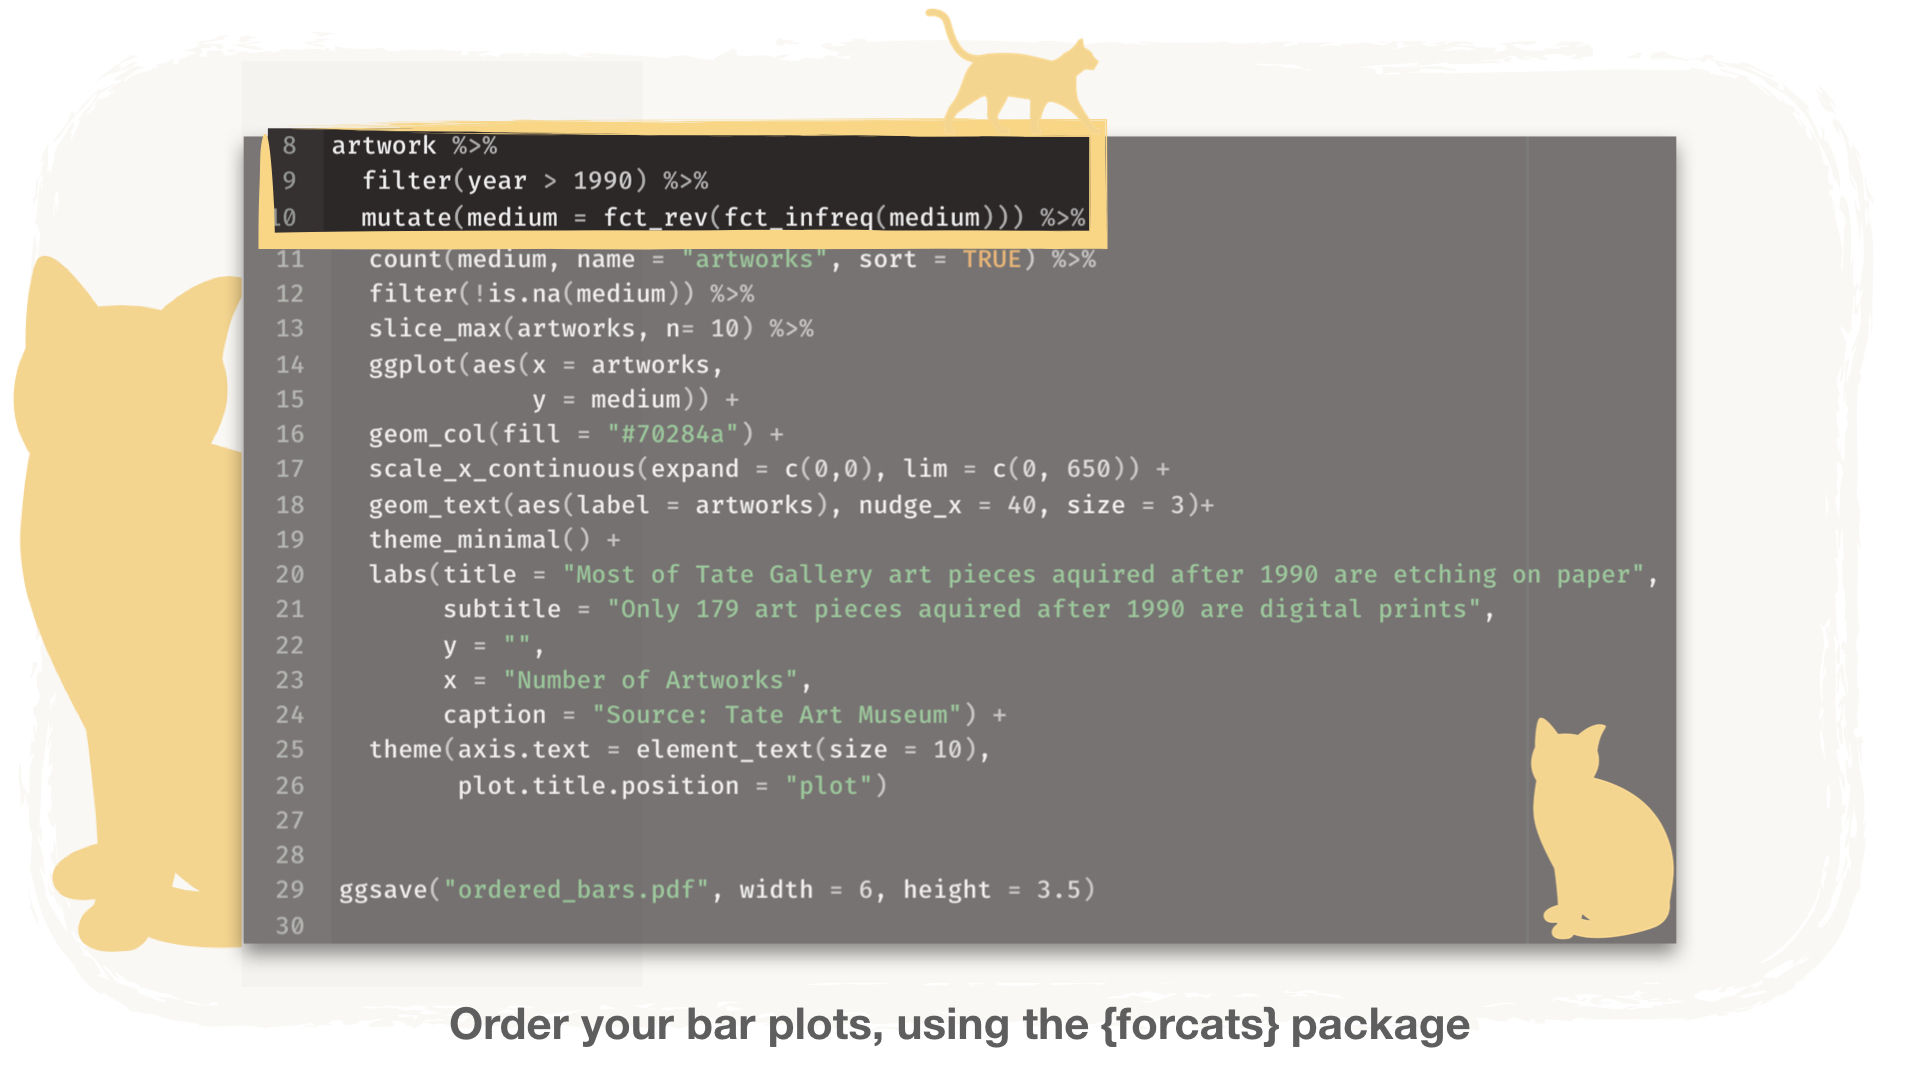 8 artwork %>%
9 filter(year > 1990) %>%
10 mutate(medium = fct_rev(fct_infreq(medium))) %>%
11 count(medium, name = "artworks", sort = TRUE) %>%
12 filter(!is.na(medium)) %>%
13 slice_max(artworks, n= 10) %>%
14 ggplot(aes(x = artworks,
15 y = medium)) +
16 geom_col(fill = "#70284a") +
17 scale_x_continuous(expand = c(0,0), lim = c(0, 650)) +
18 geom_text(aes(label = artworks), nudge_x = 40, size = 3)+
19 theme_minimal() +
20 labs(title = "Most of Tate Gallery art pieces aquired after 1990 are etching on paper",
21 subtitle = "Only 179 art pieces aquired after 1990 are digital prints",
22 y = "",
23 x = "Number of Artworks",
24 caption = "Source: Tate Art Museum") +
25 theme(axis.text = element_text(size = 10),
26 plot.title.position = "plot")
27
28
29 ggsave("ordered_bars.pdf", width = 6, height = 3.5)
30
Order your bar plots, using the {forcats} package